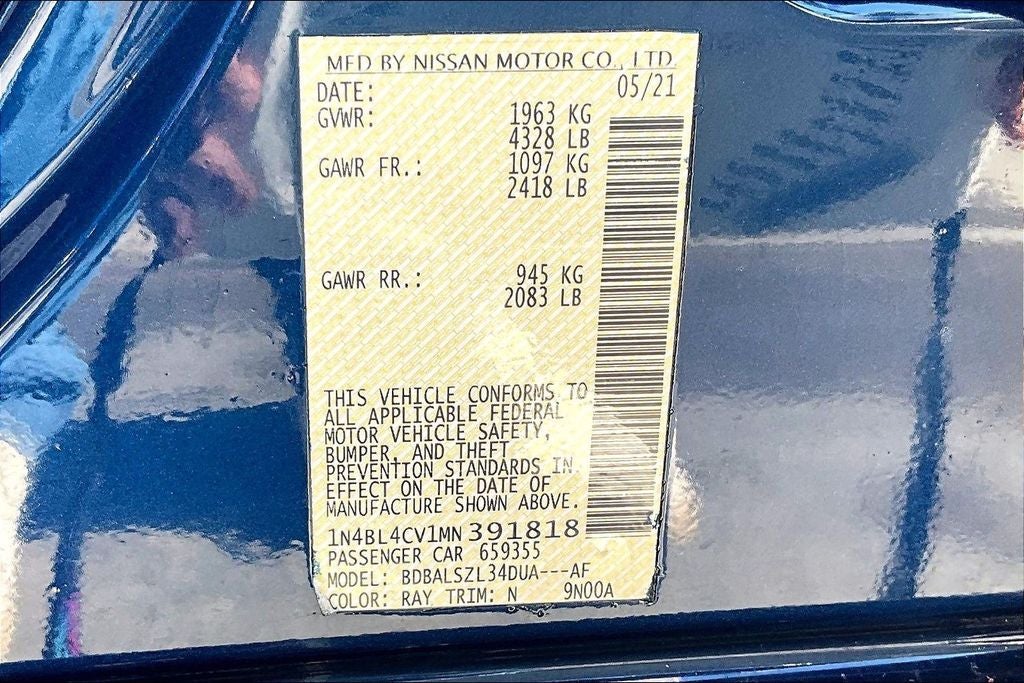 MFD BY NISSAN MOTOR CO., LTD.
DATE: 05/21
GVWR: 1963 KG
4328 LB
GAWR FR.: 1097 KG
2418 LB
GAWR RR.: 945 KG
2083 LB
THIS VEHICLE CONFORMS TO
ALL APPLICABLE FEDERAL
MOTOR VEHICLE SAFETY,
BUMPER, AND THEFT
PREVENTION STANDARDS IN
EFFECT ON THE DATE OF
MANUFACTURE SHOWN ABOVE.
1N4BL4CV1MN391818
PASSENGER CAR 659355
MODEL: BDBALSZL34DUA---AF
COLOR: RAY TRIM: N 9N00A